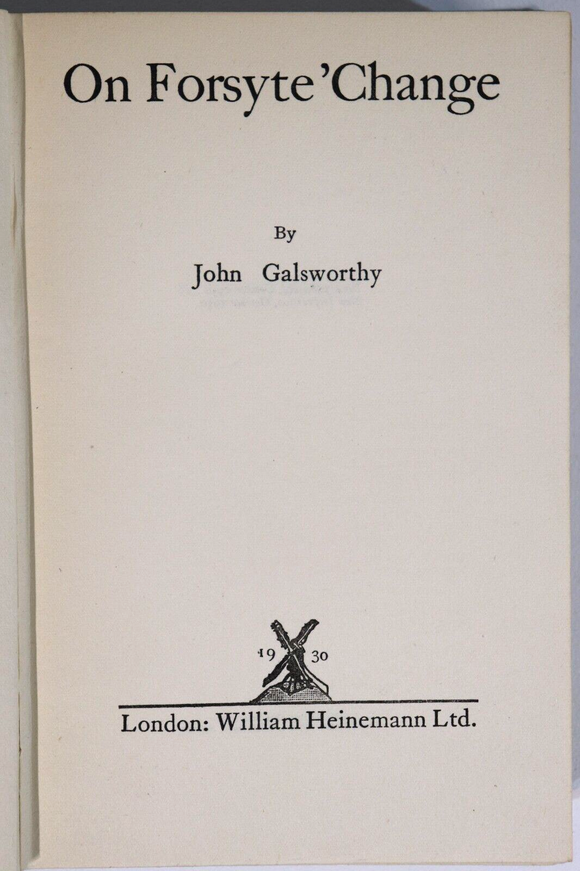 On Forsyte ’Change
By
John Galsworthy
19 30
London: William Heinemann Ltd.